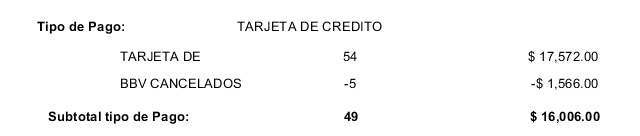 Tipo de Pago: TARJETA DE CREDITO
TARJETA DE 54 $ 17,572.00
BBV CANCELADOS -5 -$ 1,566.00
Subtotal tipo de Pago: 49 $ 16,006.00